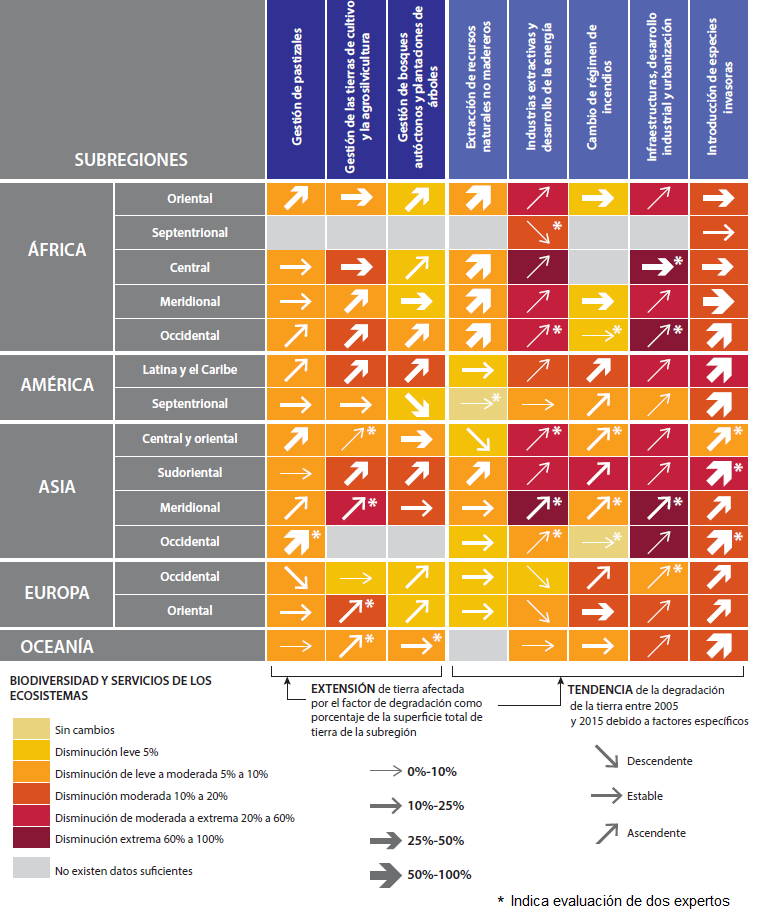 SUBREGIONES
Gestión de pastizales
Gestión de las tierras de cultivo
y la agrosilvicultura
Gestión de bosques
autóctonos y plantaciones de
árboles
Extracción de recursos
naturales no madereros
Industrias extractivas y
desarrollo de la energía
Cambio de régimen de
incendios
Infraestructuras, desarrollo
industrial y urbanización
Introducción de especies
invasoras
ÁFRICA
Oriental
Septentrional
*
Central
*
Meridional
Occidental
* * *
AMÉRICA
Latina y el Caribe
Septentrional
*
ASIA
Central y oriental
* * * *
Sudoriental
*
Meridional
* * * *
Occidental
* * * *
EUROPA
Occidental
*
Oriental
*
OCEANÍA
* *
BIODIVERSIDAD Y SERVICIOS DE LOS
ECOSISTEMAS
Sin cambios
Disminución leve 5%
Disminución de leve a moderada 5% a 10%
Disminución moderada 10% a 20%
Disminución de moderada a extrema 20% a 60%
Disminución extrema 60% a 100%
No existen datos suficientes
EXTENSIÓN de tierra afectada
por el factor de degradación como
porcentaje de la superficie total de
tierra de la subregión
0%-10%
10%-25%
25%-50%
50%-100%
TENDENCIA de la degradación
de la tierra entre 2005
y 2015 debido a factores específicos
Descendente
Estable
Ascendente
* Indica evaluación de dos expertos